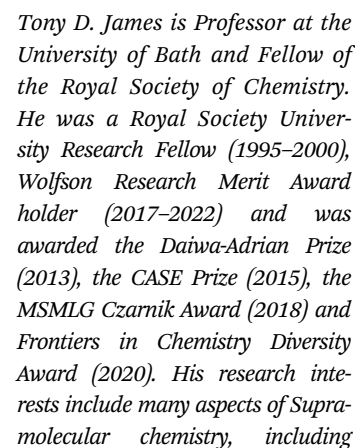 Tony D. James is Professor at the
University of Bath and Fellow of
the Royal Society of Chemistry.
He was a Royal Society Univer-
sity Research Fellow (1995–2000),
Wolfson Research Merit Award
holder (2017–2022) and was
awarded the Daiwa-Adrian Prize
(2013), the CASE Prize (2015), the
MSMLG Czarnik Award (2018) and
Frontiers in Chemistry Diversity
Award (2020). His research inte-
rests include many aspects of Supra-
molecular chemistry, including